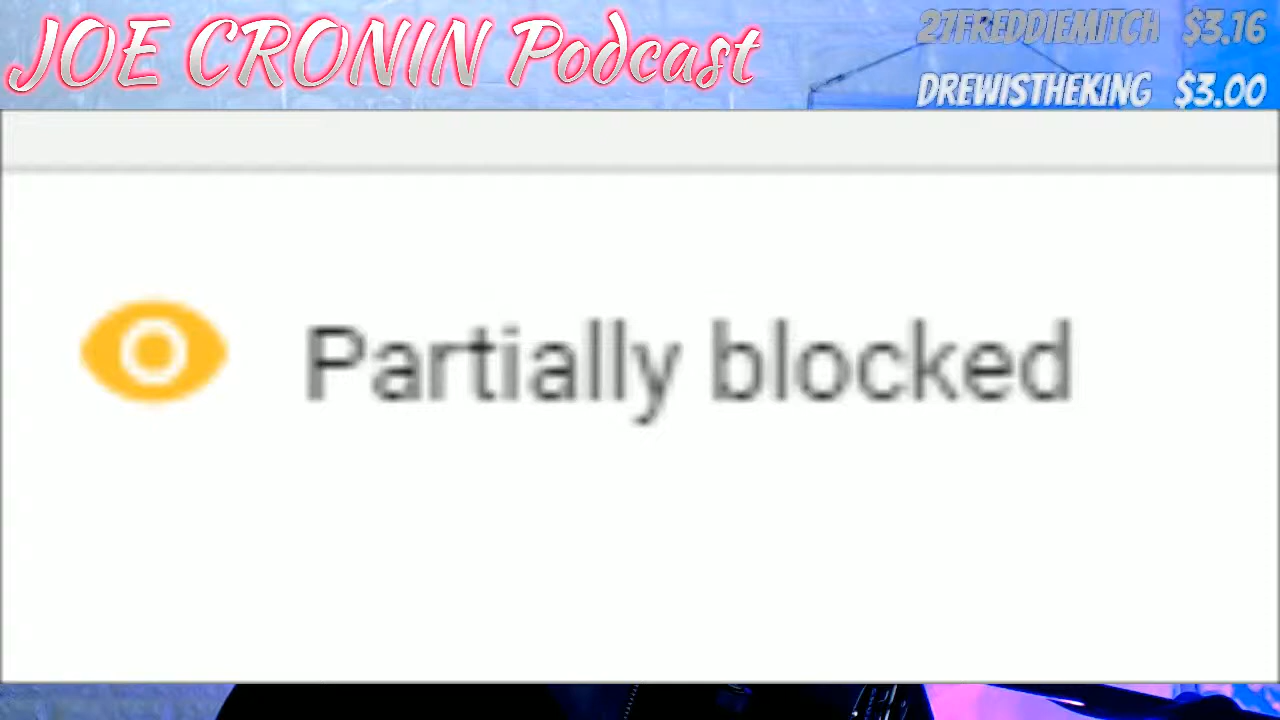 JOE CRONIN Podcast
27FREDDIEMITCH $3.16
DREWISTHEKING $3.00
Partially blocked